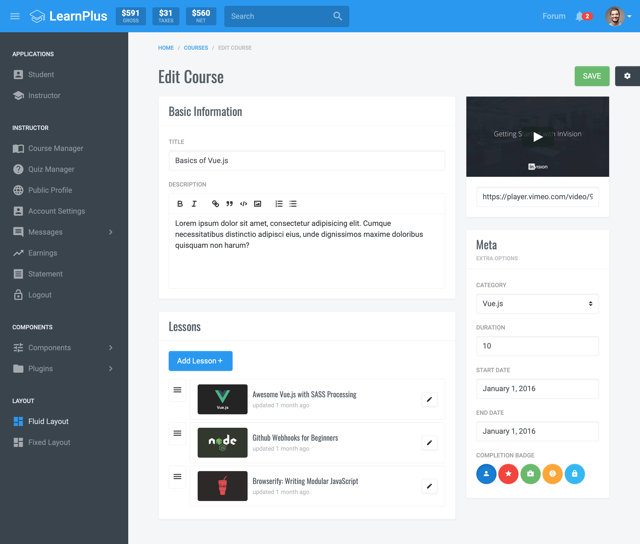 LearnPlus
$591
GROSS
$31
TAXES
$560
NET
Search
Forum
2
APPLICATIONS
Student
Instructor
INSTRUCTOR
Course Manager
Quiz Manager
Public Profile
Account Settings
Messages
Earnings
Statement
Logout
COMPONENTS
Components
Plugins
LAYOUT
Fluid Layout
Fixed Layout
HOME / COURSES / EDIT COURSE
Edit Course
SAVE
Basic Information
TITLE
Basics of Vue.js
DESCRIPTION
B I
Lorem ipsum dolor sit amet, consectetur adipisicing elit. Cumque
necessitatibus distinctio adipisci eius, unde dignissimos maxime doloribus
quisquam non harum?
Lessons
Add Lesson +
Vue.js
Awesome Vue.js with SASS Processing
updated 1 month ago
node
Github Webhooks for Beginners
updated 1 month ago
Browserify: Writing Modular JavaScript
updated 1 month ago
Getting Started with InVision
invision
https://player.vimeo.com/video/9
Meta
EXTRA OPTIONS
CATEGORY
Vue.js
DURATION
10
START DATE
January 1, 2016
END DATE
January 1, 2016
COMPLETION BADGE